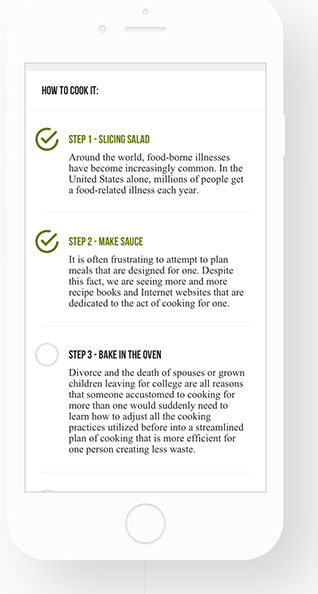 HOW TO COOK IT:
STEP 1 - SLICING SALAD
Around the world, food-borne illnesses
have become increasingly common. In the
United States alone, millions of people get
a food-related illness each year.
STEP 2 - MAKE SAUCE
It is often frustrating to attempt to plan
meals that are designed for one. Despite
this fact, we are seeing more and more
recipe books and Internet websites that are
dedicated to the act of cooking for one.
STEP 3 - BAKE IN THE OVEN
Divorce and the death of spouses or grown
children leaving for college are all reasons
that someone accustomed to cooking for
more than one would suddenly need to
learn how to adjust all the cooking
practices utilized before into a streamlined
plan of cooking that is more efficient for
one person creating less waste.